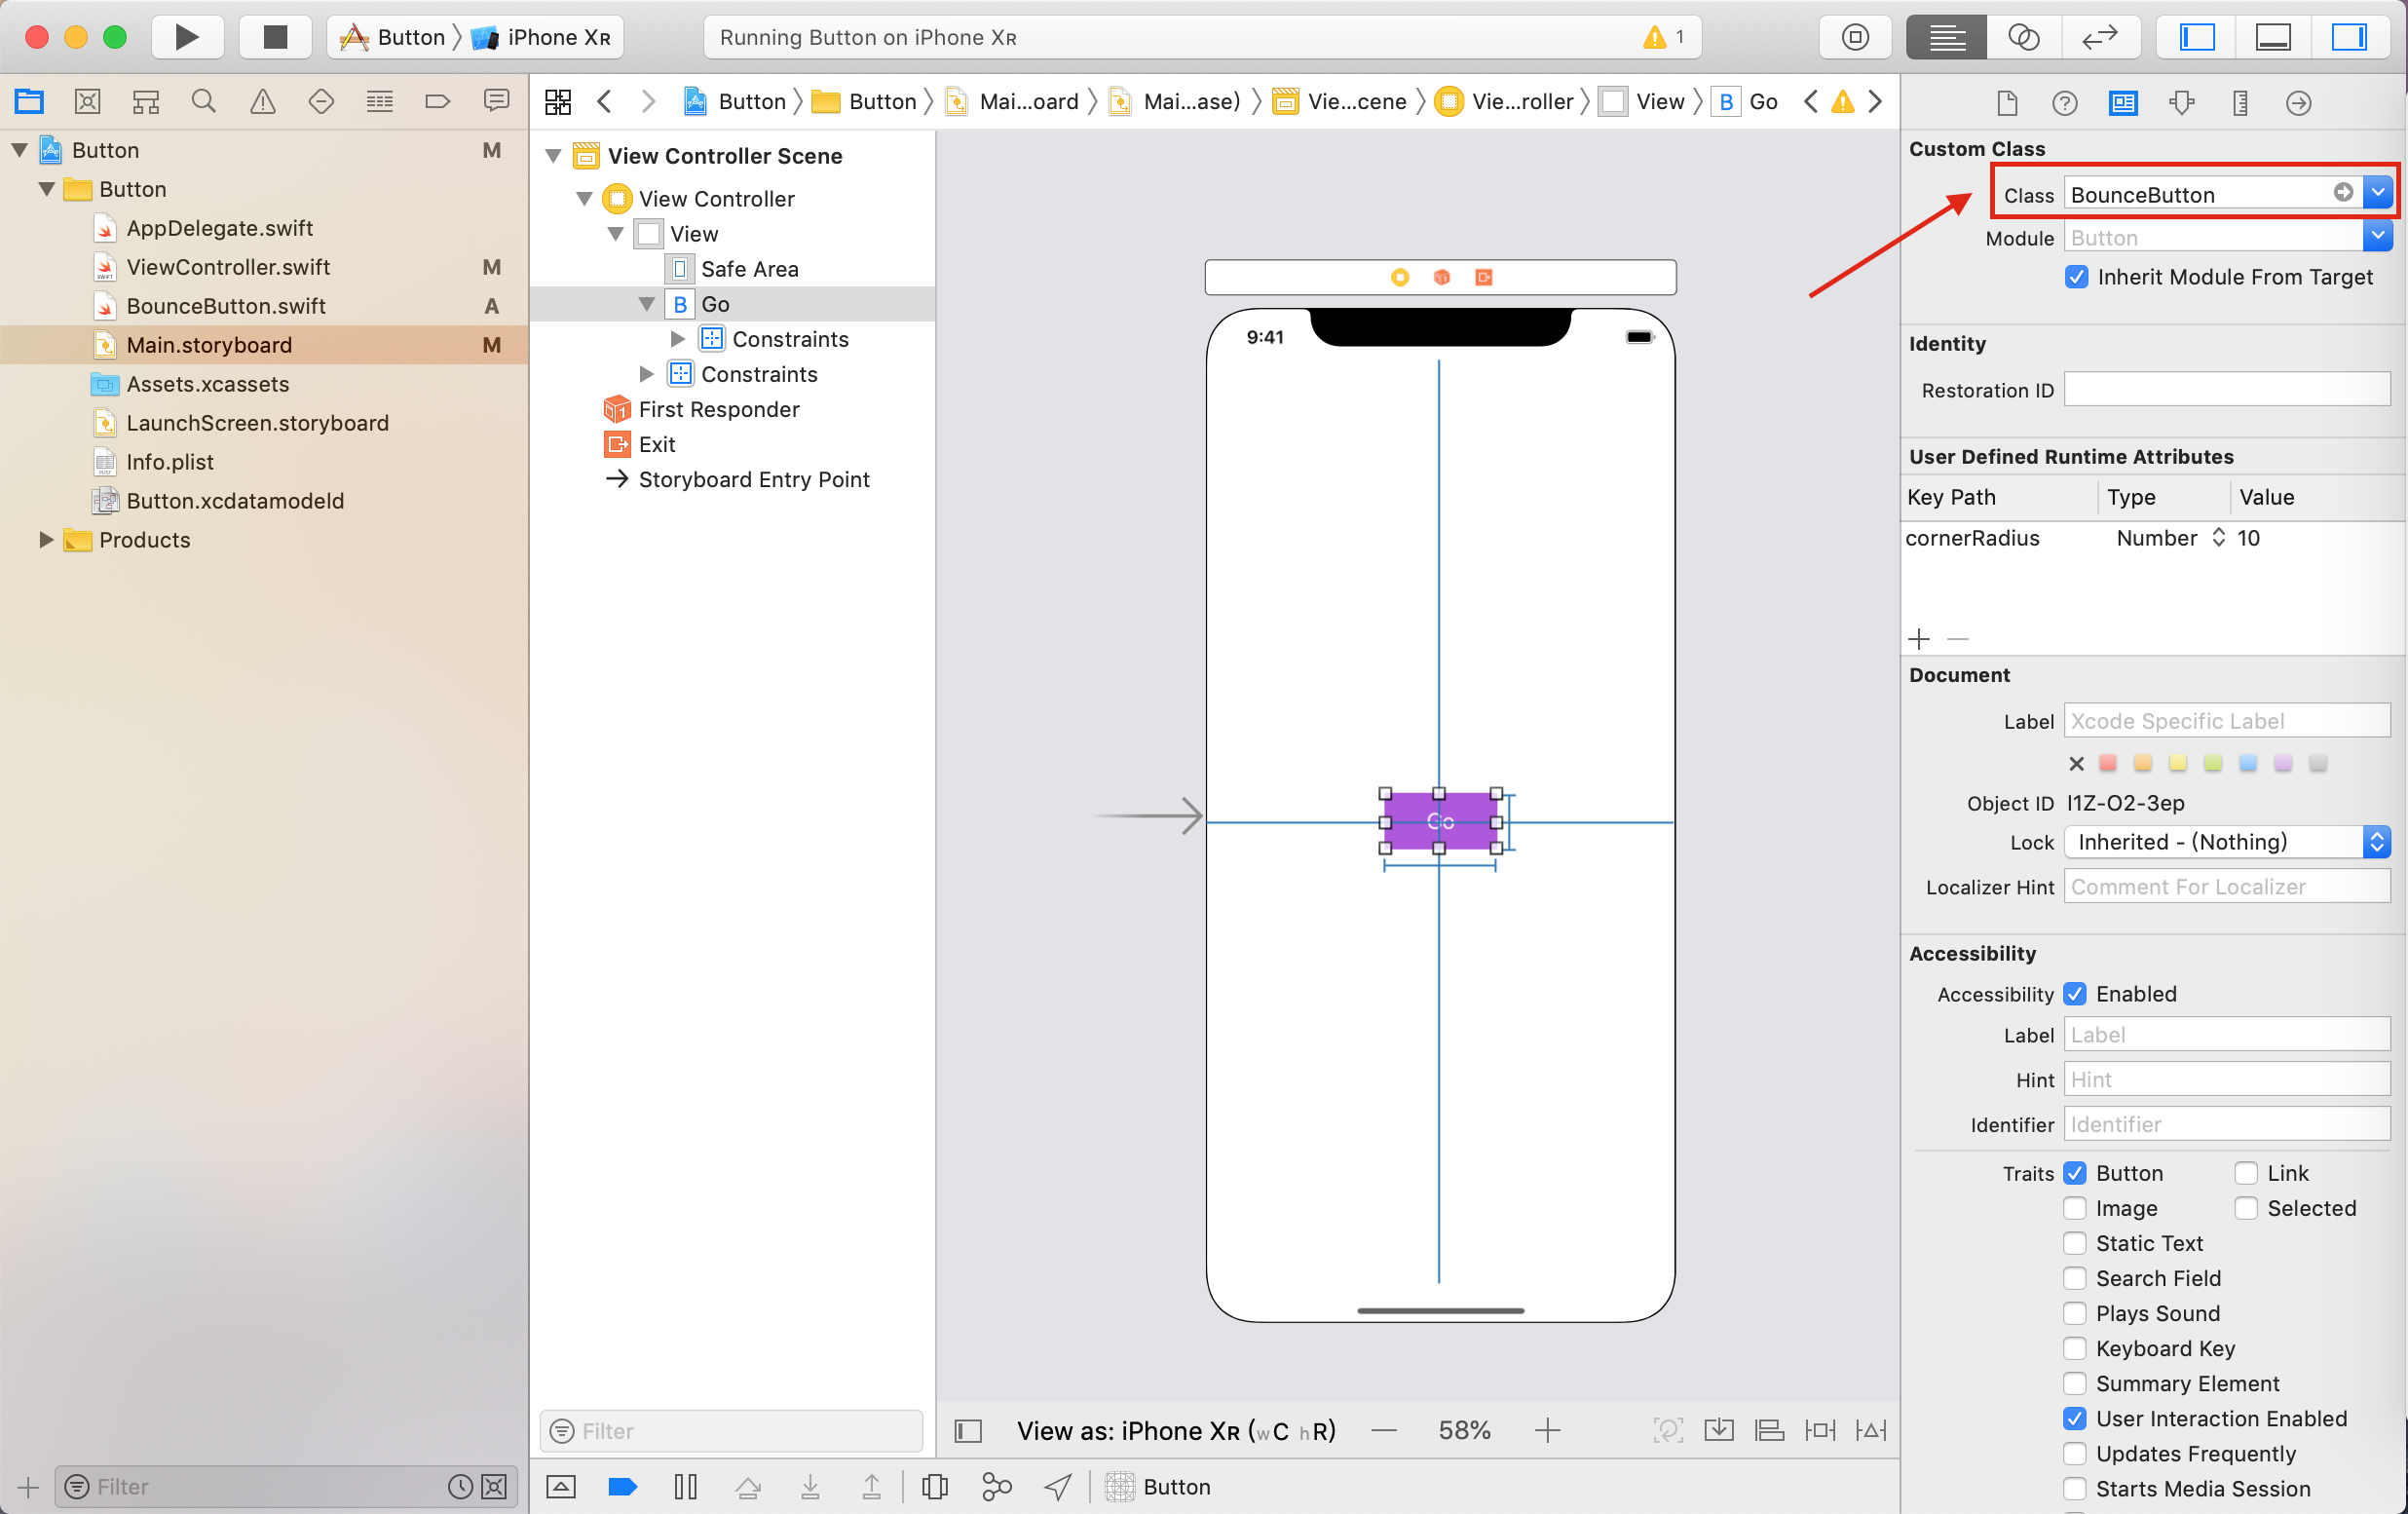 Button 〉 iPhone Xʀ
Running Button on iPhone Xʀ
1
Button 〉 Button 〉 Mai...oard 〉 Mai...ase) 〉 Vie...cene 〉 Vie...roller 〉 View 〉 B Go
Button M
Button
AppDelegate.swift
ViewController.swift M
BounceButton.swift A
Main.storyboard M
Assets.xcassets
LaunchScreen.storyboard
Info.plist
Button.xcdatamodeld
Products
Filter
View Controller Scene
View Controller
View
Safe Area
B Go
Constraints
Constraints
First Responder
Exit
Storyboard Entry Point
Filter
9:41
Go
View as: iPhone Xʀ (wC hR)
58%
Button
Custom Class
Class BounceButton
Module Button
Inherit Module From Target
Identity
Restoration ID
User Defined Runtime Attributes
Key Path Type Value
cornerRadius Number 10
Document
Label Xcode Specific Label
Object ID I1Z-O2-3ep
Lock Inherited - (Nothing)
Localizer Hint Comment For Localizer
Accessibility
Accessibility Enabled
Label Label
Hint Hint
Identifier Identifier
Traits Button Link
Image Selected
Static Text
Search Field
Plays Sound
Keyboard Key
Summary Element
User Interaction Enabled
Updates Frequently
Starts Media Session